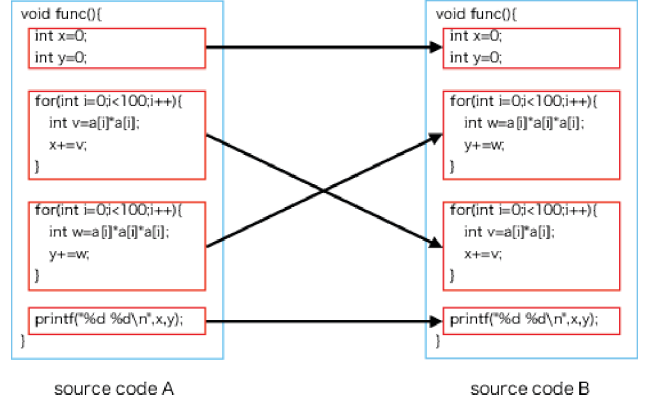 void func(){
int x=0;
int y=0;
for(int i=0;i<100;i++){
int v=a[i]*a[i];
x+=v;
}
for(int i=0;i<100;i++){
int w=a[i]*a[i]*a[i];
y+=w;
}
printf("%d %d\n",x,y);
}
source code A
void func(){
int x=0;
int y=0;
for(int i=0;i<100;i++){
int w=a[i]*a[i]*a[i];
y+=w;
}
for(int i=0;i<100;i++){
int v=a[i]*a[i];
x+=v;
}
printf("%d %d\n",x,y);
}
source code B